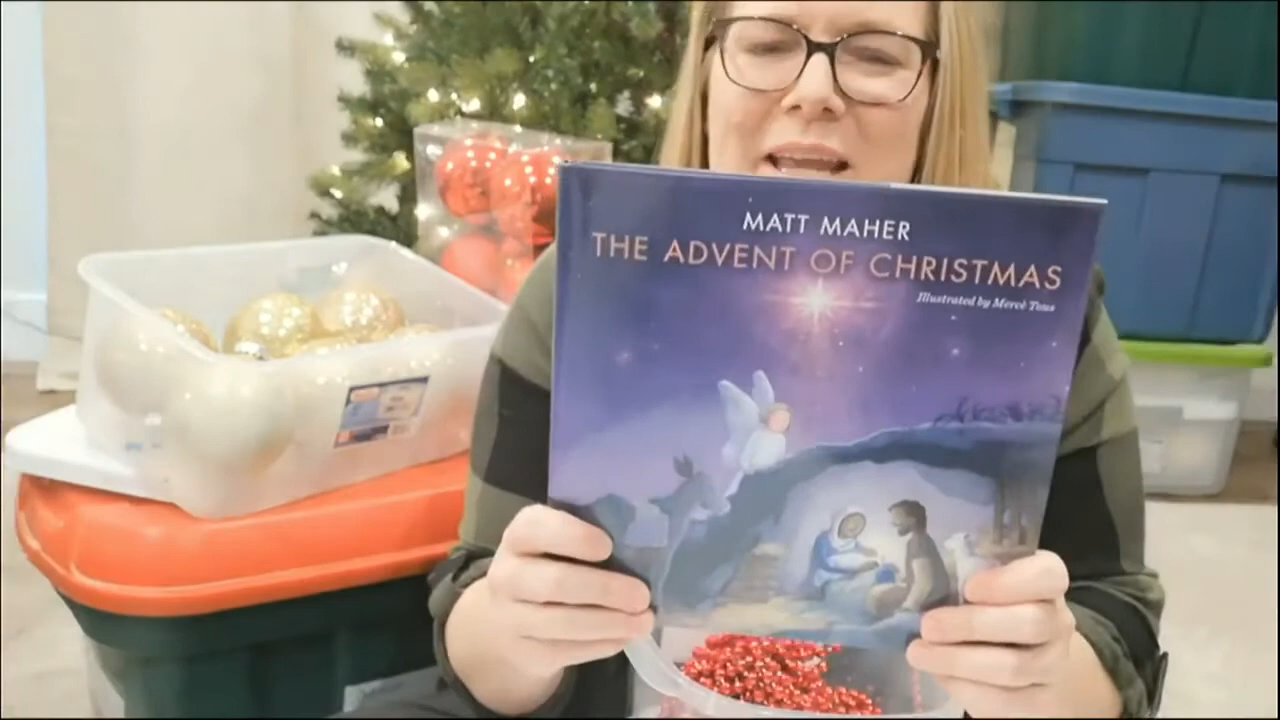 MATT MAHER
THE ADVENT OF CHRISTMAS
Illustrated by Mercè Tous